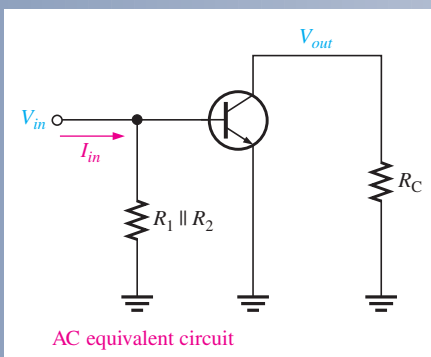 V_out
V_in
I_in
R_C
R_1 || R_2
AC equivalent circuit